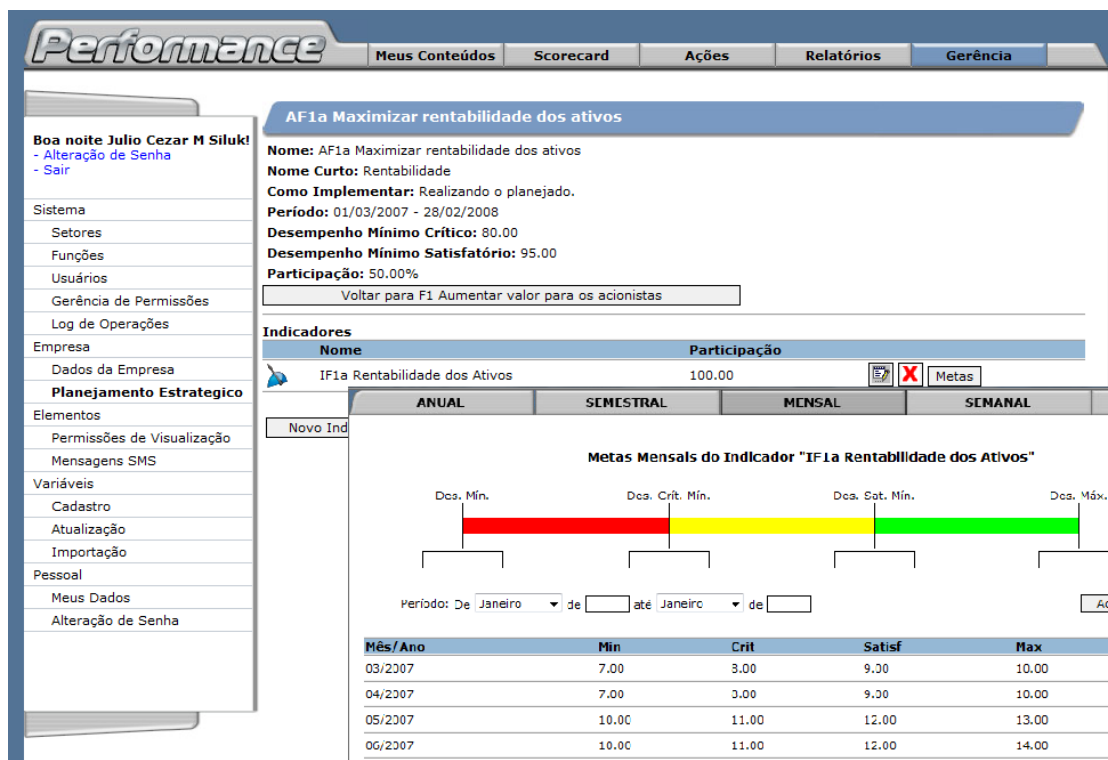 Performance
Meus Conteúdos Scorecard Ações Relatórios Gerência
Boa noite Julio Cezar M Siluk!
- Alteração de Senha
- Sair
Sistema
Setores
Funções
Usuários
Gerência de Permissões
Log de Operações
Empresa
Dados da Empresa
Planejamento Estrategico
Elementos
Permissões de Visualização
Mensagens SMS
Variáveis
Cadastro
Atualização
Importação
Pessoal
Meus Dados
Alteração de Senha
AF1a Maximizar rentabilidade dos ativos
Nome: AF1a Maximizar rentabilidade dos ativos
Nome Curto: Rentabilidade
Como Implementar: Realizando o planejado.
Período: 01/03/2007 - 28/02/2008
Desempenho Mínimo Crítico: 80.00
Desempenho Mínimo Satisfatório: 95.00
Participação: 50.00%
Voltar para F1 Aumentar valor para os acionistas
Indicadores
Nome Participação
IF1a Rentabilidade dos Ativos 100.00 Metas
Novo Ind
ANUAL SEMESTRAL MENSAL SEMANAL
Metas Mensais do Indicador "IF1a Rentabilidade dos Ativos"
Des. Mín. Des. Crít. Mín. Des. Sat. Mín. Des. Máx.
Período: De Janeiro de até Janeiro de
Mês/Ano Min Crit Satisf Max
03/2007 7.00 9.00 10.00
04/2007 7.00 9.00 10.00
05/2007 10.00 11.00 12.00 13.00
06/2007 10.00 11.00 12.00 14.00